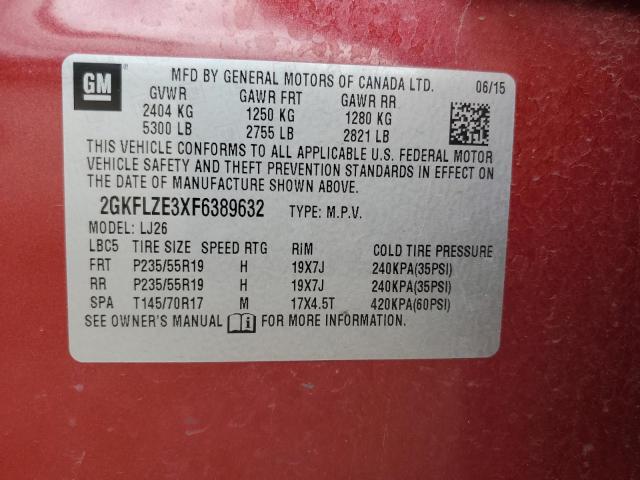 GM
MFD BY GENERAL MOTORS OF CANADA LTD. 06/15
GVWR GAWR FRT GAWR RR
2404 KG 1250 KG 1280 KG
5300 LB 2755 LB 2821 LB
THIS VEHICLE CONFORMS TO ALL APPLICABLE U.S. FEDERAL MOTOR
VEHICLE SAFETY AND THEFT PREVENTION STANDARDS IN EFFECT ON
THE DATE OF MANUFACTURE SHOWN ABOVE.
2GKFLZE3XF6389632 TYPE: M.P.V.
MODEL: LJ26
LBC5 TIRE SIZE SPEED RTG RiM COLD TIRE PRESSURE
FRT P235/55R19 H 19X7J 240KPA(35PSI)
RR P235/55R19 H 19X7J 240KPA(35PSI)
SPA T145/70R17 M 17X4.5T 420KPA(60PSI)
SEE OWNER'S MANUAL FOR MORE INFORMATION